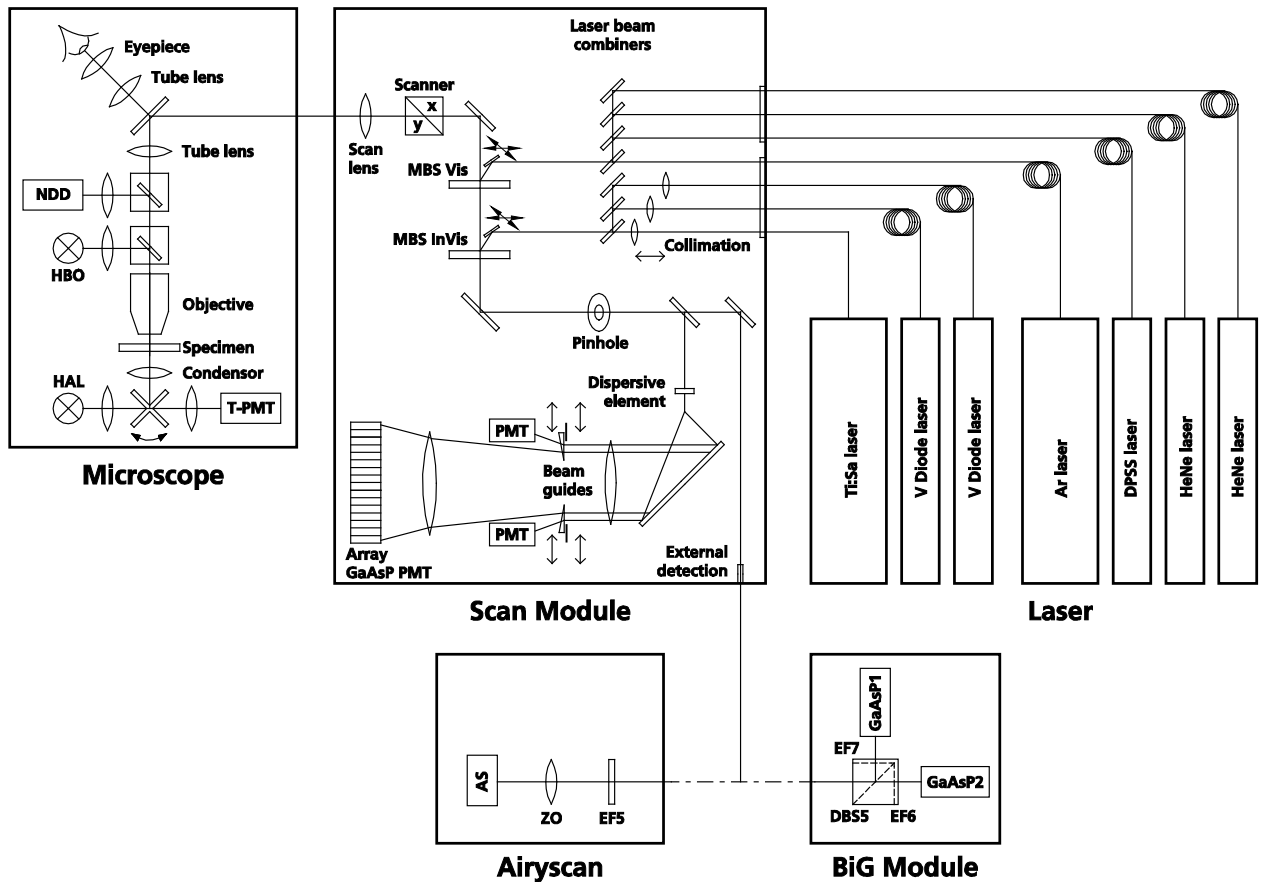 Eyepiece
Tube lens
Tube lens
NDD
HBO
Objective
Specimen
Condensor
HAL
T-PMT
Microscope
Laser beam
combiners
Scanner
x
y
Scan
lens
MBS Vis
MBS InVis
Collimation
Pinhole
Dispersive
element
PMT
Beam
guides
PMT
Array
GaAsP PMT
External
detection
Scan Module
Ti:Sa laser
V Diode laser
V Diode laser
Ar laser
DPSS laser
HeNe laser
HeNe laser
Laser
AS
ZO
EF5
Airyscan
GaAsP1
EF7
GaAsP2
DBS5
EF6
BiG Module